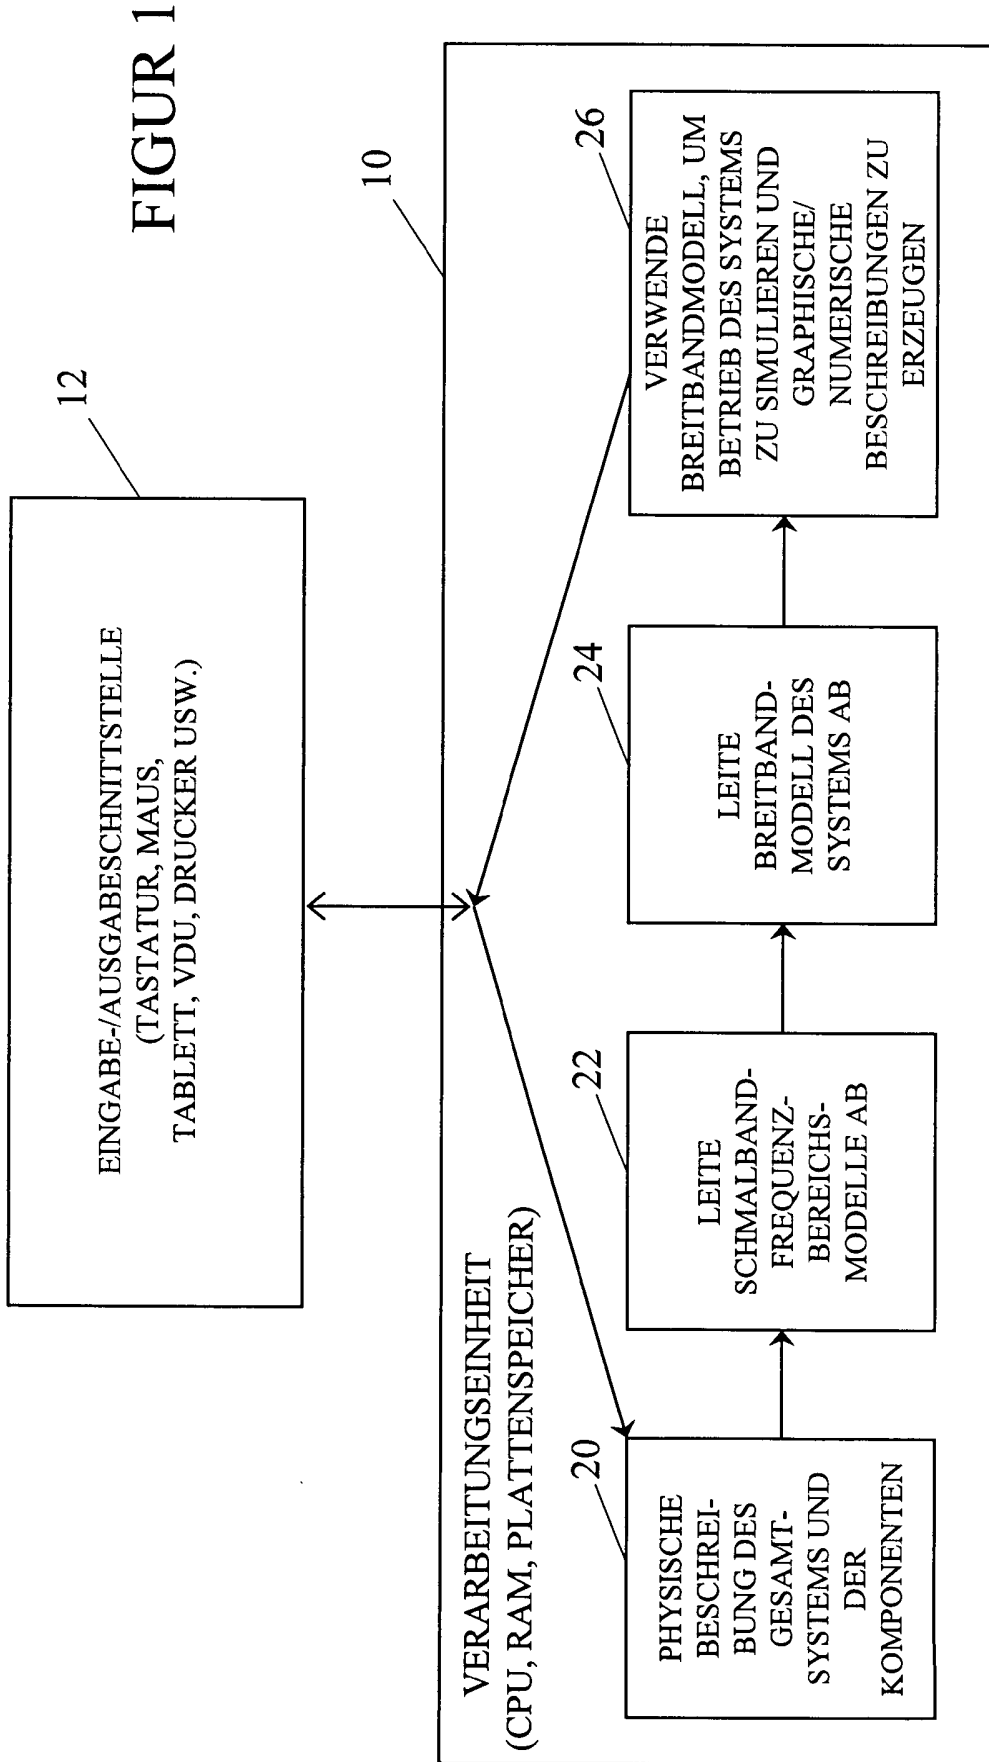 FIGUR 1
12
EINGABE-/AUSGABESCHNITTSTELLE
(TASTATUR, MAUS,
TABLETT, VDU, DRUCKER USW.)
10
VERARBEITUNGSEINHEIT
(CPU, RAM, PLATTENSPEICHER)
20
PHYSISCHE
BESCHREI-
BUNG DES
GESAMT-
SYSTEMS UND
DER
KOMPONENTEN
22
LEITE
SCHMALBAND-
FREQUENZ-
BEREICHS-
MODELLE AB
24
LEITE
BREITBAND-
MODELL DES
SYSTEMS AB
26
VERWENDE
BREITBANDMODELL, UM
BETRIEB DES SYSTEMS
ZU SIMULIEREN UND
GRAPHISCHE/
NUMERISCHE
BESCHREIBUNGEN ZU
ERZEUGEN